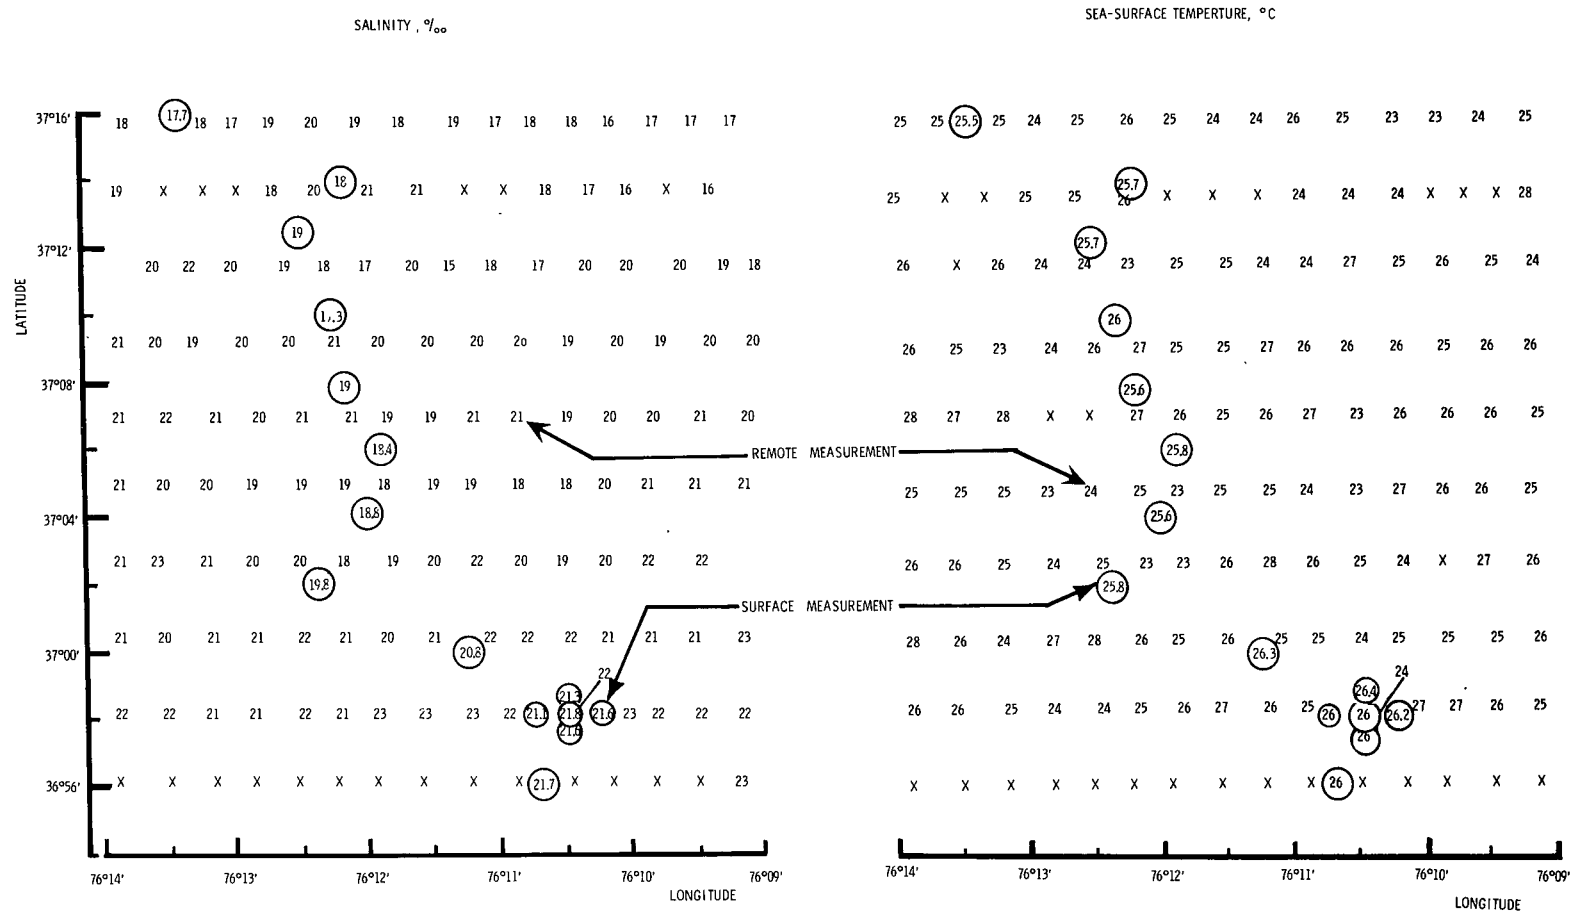 SALINITY, ‰
SEA-SURFACE TEMPERTURE, °C
LATITUDE
37°16'
18 17.7 18 17 19 20 19 18 19 17 18 18 16 17 17 17
25 25 25.5 25 24 25 26 25 24 24 26 25 23 23 24 25
18
25.7
19 X X X 18 20 21 21 X X 18 17 16 X 16
25 X X 25 25 26 X X X 24 24 24 X X X 28
19
25.7
37°12'
20 22 20 19 18 17 20 15 18 17 20 20 20 19 18
26 X 26 24 24 23 25 25 24 24 27 25 26 25 24
17.3
26
21 20 19 20 20 21 20 20 20 20 19 20 19 20 20
26 25 23 24 26 27 25 25 27 26 26 26 25 26 26
37°08'
19
25.6
21 22 21 20 21 21 19 19 21 21 19 20 20 21 20
28 27 28 X X 27 26 25 26 27 23 26 26 26 25
18.4
REMOTE MEASUREMENT
25.8
21 20 20 19 19 19 18 19 19 18 18 20 21 21 21
25 25 25 23 24 25 23 25 25 24 23 27 26 26 25
37°04'
18.8
25.6
21 23 21 20 20 18 19 20 22 20 19 20 22 22
26 26 25 24 25 23 23 26 28 26 25 24 X 27 26
19.8
25.8
SURFACE MEASUREMENT
21 20 21 21 22 21 20 21 22 22 22 21 21 21 23
28 26 24 27 28 26 25 26 25 25 24 25 25 25 26
37°00'
20.8
26.3
22
24
21.3
26.4
22 22 21 21 22 21 23 23 23 22 21.1 21.8 21.6 23 22 22 22
26 26 25 24 24 25 26 27 26 25 26 26 26.2 27 27 26 25
26
36°56'
X X X X X X X X X X 21.7 X X X X 23
X X X X X X X X X X 26 X X X X X
76°14' 76°13' 76°12' 76°11' 76°10' 76°09'
LONGITUDE
76°14' 76°13' 76°12' 76°11' 76°10' 76°09'
LONGITUDE